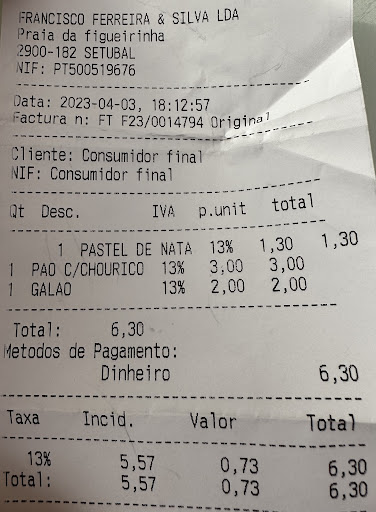 FRANCISCO FERREIRA & SILVA LDA
Praia da figueirinha
2900-182 SETUBAL
NIF: PT500519676
Data: 2023-04-03, 18:12:57
Factura n: FT F23/0014794 Original
Cliente: Consumidor final
NIF: Consumidor final
Qt Desc. IVA p.unit total
1 PASTEL DE NATA 13% 1,30 1,30
1 PAO C/CHOURICO 13% 3,00 3,00
1 GALAO 13% 2,00 2,00
Total: 6,30
Metodos de Pagamento:
Dinheiro 6,30
Taxa Incid. Valor Total
13% 5,57 0,73 6,30
Total: 5,57 0,73 6,30